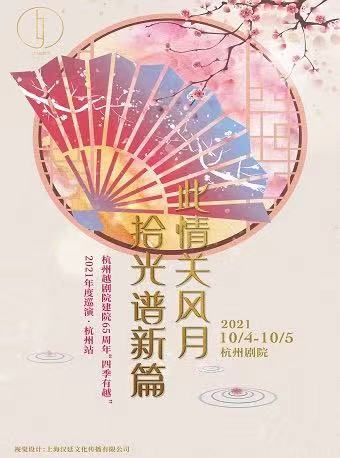 此情关风月
拾光谱新篇
杭州越剧院建院65周年“四季有越”
2021年度巡演·杭州站
2021
10/4-10/5
杭州剧院
视觉设计:上海汉廷文化传播有限公司